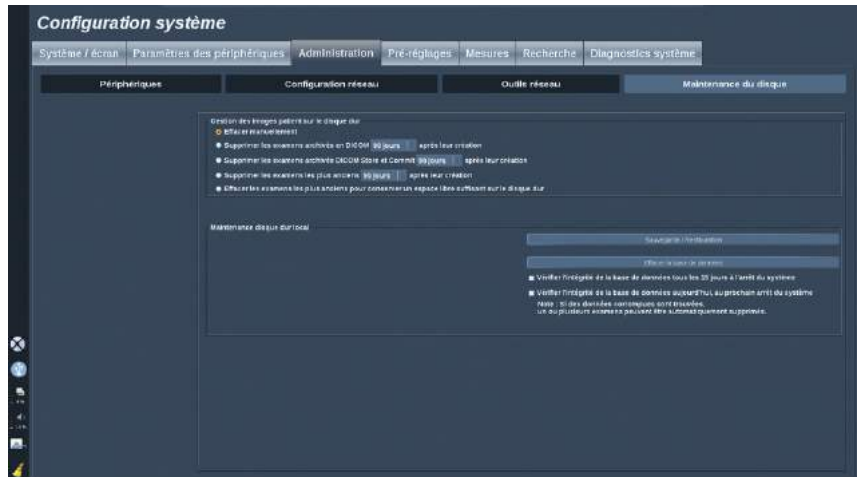 Configuration système
Système / écran Paramètres des périphériques Administration Pré-réglages Mesures Recherche Diagnostics système
Périphériques Configuration réseau Outils réseau Maintenance du disque
Gestion des images patient sur le disque dur
Effacer manuellement
Supprimer les examens archivés en DICOM 90 jours après leur création
Supprimer les examens archivés DICOM Store et Commit 90 jours après leur création
Supprimer les examens les plus anciens 90 jours après leur création
Effacer les examens les plus anciens pour conserver un espace libre suffisant sur le disque dur
Maintenance disque dur local
Sauvegarde / Restauration
Effacer la base de données
Vérifier l'intégrité de la base de données tous les 25 jours à l'arrêt du système
Vérifier l'intégrité de la base de données aujourd'hui, au prochain arrêt du système
Note : Si des données corrompues sont trouvées,
un ou plusieurs examens peuvent être automatiquement supprimés.